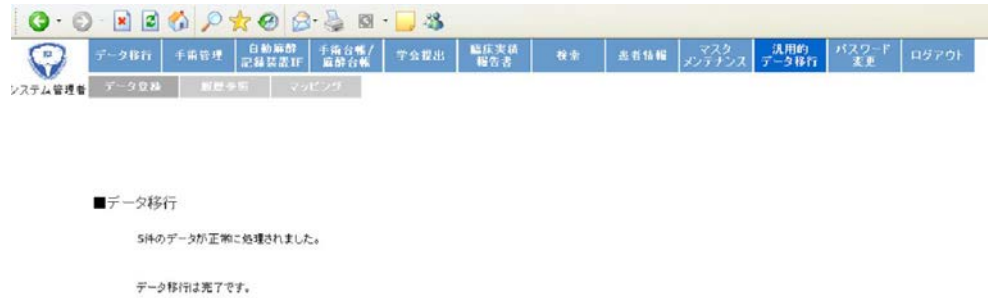 データ移行
手術管理
自動麻酔
記録装置IF
手術台帳/
麻酔台帳
学会提出
臨床実績
報告書
検索
患者情報
マスタ
メンテナンス
汎用的
データ移行
パスワード
変更
ログアウト
システム管理者
データ登録
履歴参照
マッピング
■データ移行
5件のデータが正常に処理されました。
データ移行は完了です。